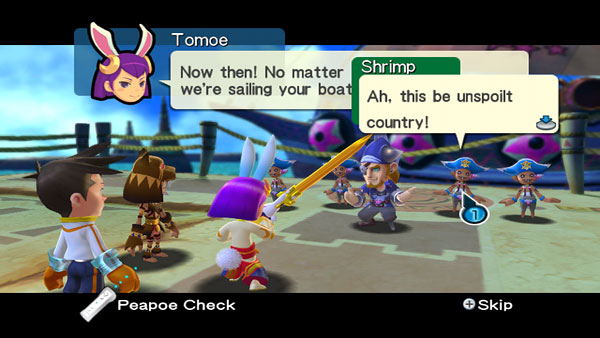 Tomoe
Now then! No matter
we're sailing your boat
Shrimp
Ah, this be unspoilt
country!
1
Peapoe Check
Skip